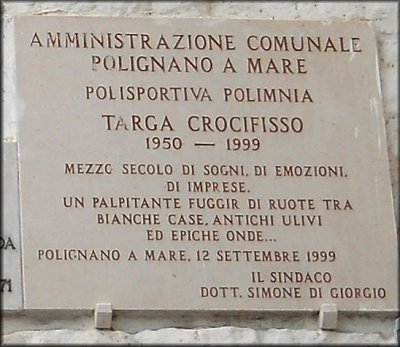 AMMINISTRAZIONE COMUNALE
POLIGNANO A MARE
POLISPORTIVA POLIMNIA
TARGA CROCIFISSO
1950 — 1999
MEZZO SECOLO DI SOGNI, DI EMOZIONI,
DI IMPRESE.
UN PALPITANTE FUGGIR DI RUOTE TRA
BIANCHE CASE, ANTICHI ULIVI
ED EPICHE ONDE...
POLIGNANO A MARE, 12 SETTEMBRE 1999
IL SINDACO
DOTT. SIMONE DI GIORGIO
DA
71